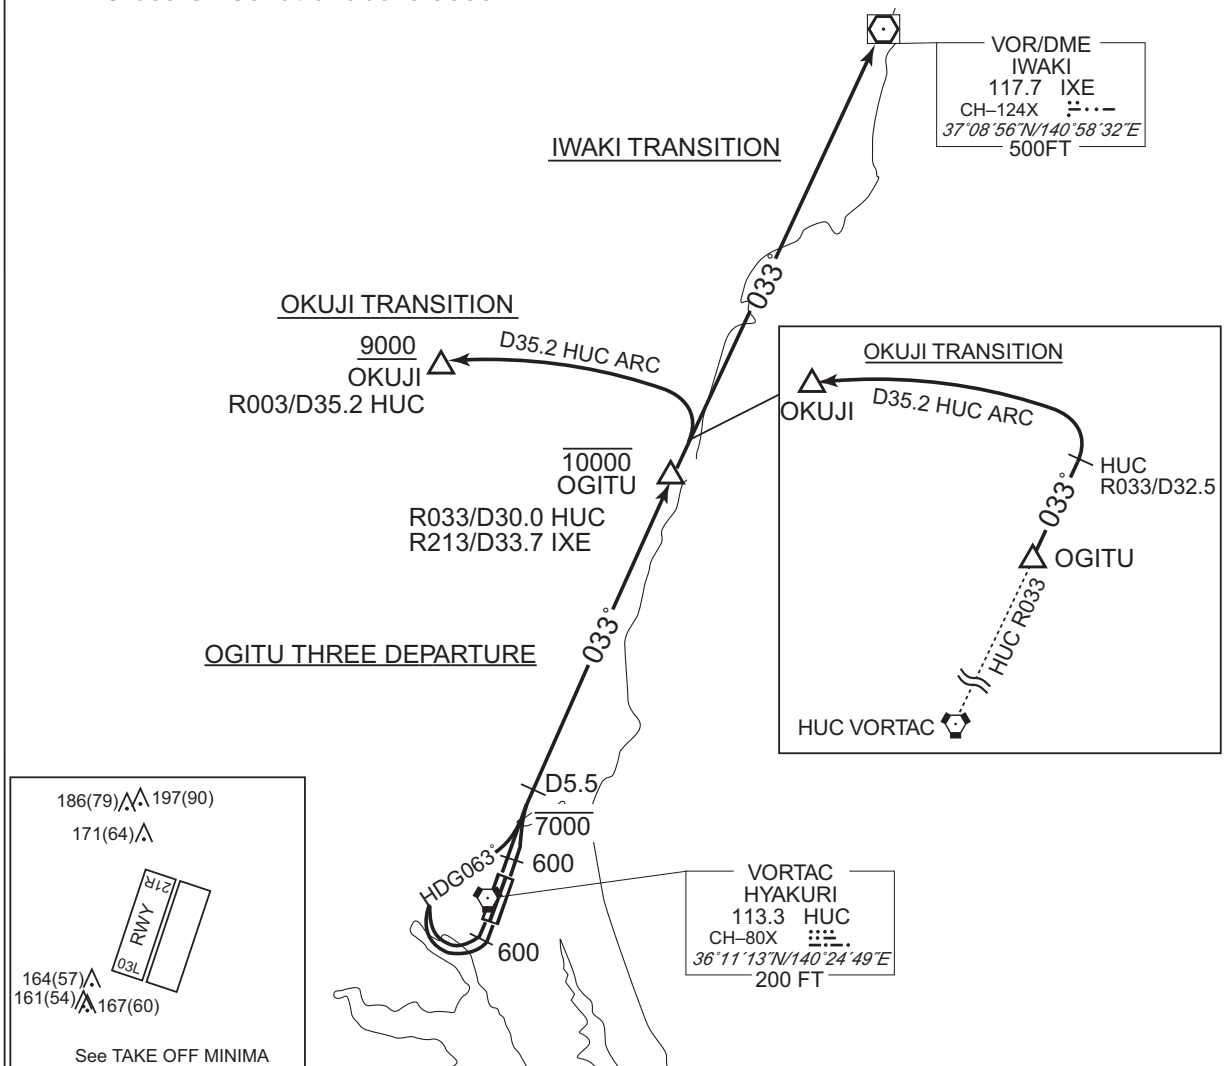 VOR/DME
IWAKI
117.7 IXE
CH–124X
37°08´56˝N/140°58´32˝E
500FT
IWAKI TRANSITION
033°
OKUJI TRANSITION
9000
OKUJI
R003/D35.2 HUC
D35.2 HUC ARC
10000
OGITU
R033/D30.0 HUC
R213/D33.7 IXE
OKUJI TRANSITION
OKUJI
D35.2 HUC ARC
HUC
R033/D32.5
033°
OGITU
HUC R033
HUC VORTAC
033°
OGITU THREE DEPARTURE
D5.5
7000
600
HDG063°
600
VORTAC
HYAKURI
113.3 HUC
CH–80X
36°11´13˝N/140°24´49˝E
200 FT
186(79)
197(90)
171(64)
21R
RWY
03L
164(57)
161(54)
167(60)
See TAKE OFF MINIMA